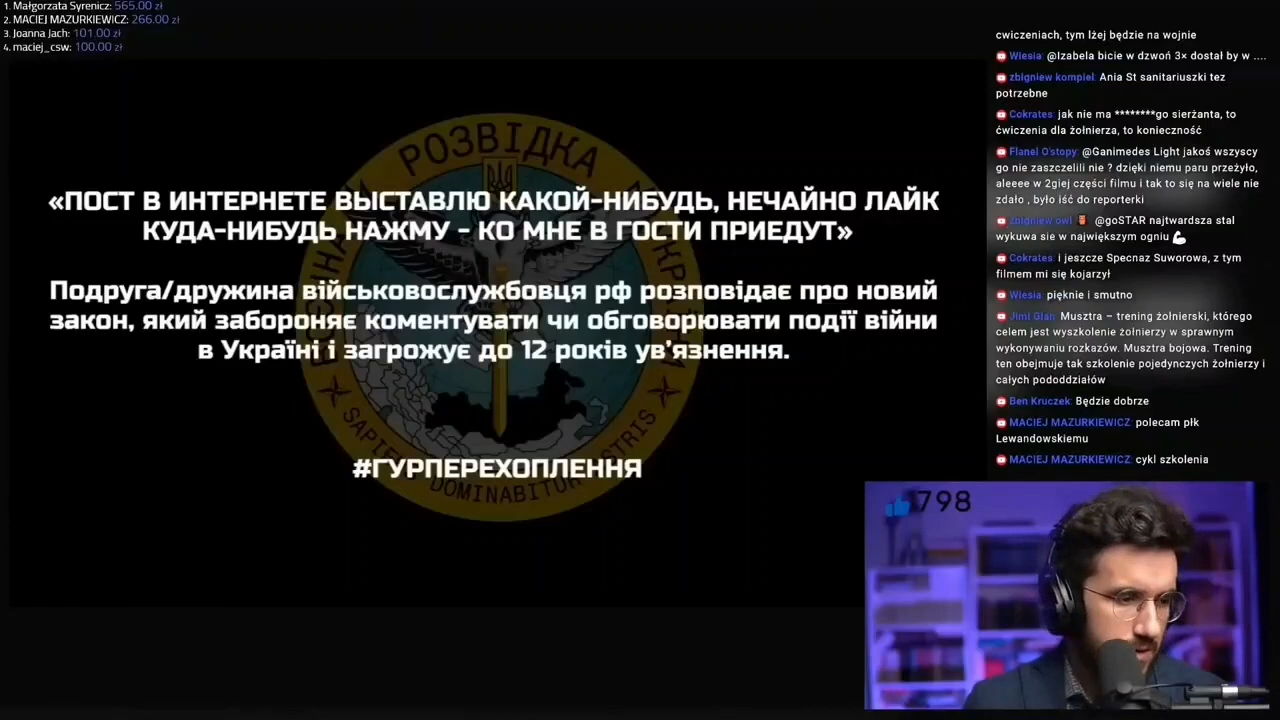 1. Małgorzata Syrenicz: 565.00 zł
2. MACIEJ MAZURKIEWICZ: 266.00 zł
3. Joanna Jach: 101.00 zł
4. maciej_csw: 100.00 zł
«ПОСТ В ИНТЕРНЕТЕ ВЫСТАВЛЮ КАКОЙ-НИБУДЬ, НЕЧАЙНО ЛАЙК
КУДА-НИБУДЬ НАЖМУ - КО МНЕ В ГОСТИ ПРИЕДУТ»
Подруга/дружина військовослужбовця рф розповідає про новий
закон, який забороняє коментувати чи обговорювати події війни
в Україні і загрожує до 12 років ув’язнення.
#ГУРПЕРЕХОПЛЕННЯ
РОЗВІДКА
DOMINABITUR
cwiczeniach, tym lżej będzie na wojnie
Wiesia: @Izabela bicie w dzwoń 3× dostał by w ....
zbigniew kompiel: Ania St sanitariuszki tez
potrzebne
Cokrates: jak nie ma ********go sierżanta, to
ćwiczenia dla żołnierza, to konieczność
Flanel O'stopy: @Ganimedes Light jakoś wszyscy
go nie zaszczelili nie ? dzięki niemu paru przeżyło,
aleeee w 2giej części filmu i tak to się na wiele nie
zdało , było iść do reporterki
zbigniew owl: @goSTAR najtwardsza stal
wykuwa sie w największym ogniu
Cokrates: i jeszcze Specnaz Suworowa, z tym
filmem mi się kojarzył
Wiesia: pięknie i smutno
Jimi Glan: Musztra – trening żołnierski, którego
celem jest wyszkolenie żołnierzy w sprawnym
wykonywaniu rozkazów. Musztra bojowa. Trening
ten obejmuje tak szkolenie pojedynczych żołnierzy i
całych pododdziałów
Ben Kruczek: Będzie dobrze
MACIEJ MAZURKIEWICZ: polecam płk
Lewandowskiemu
MACIEJ MAZURKIEWICZ: cykl szkolenia
798